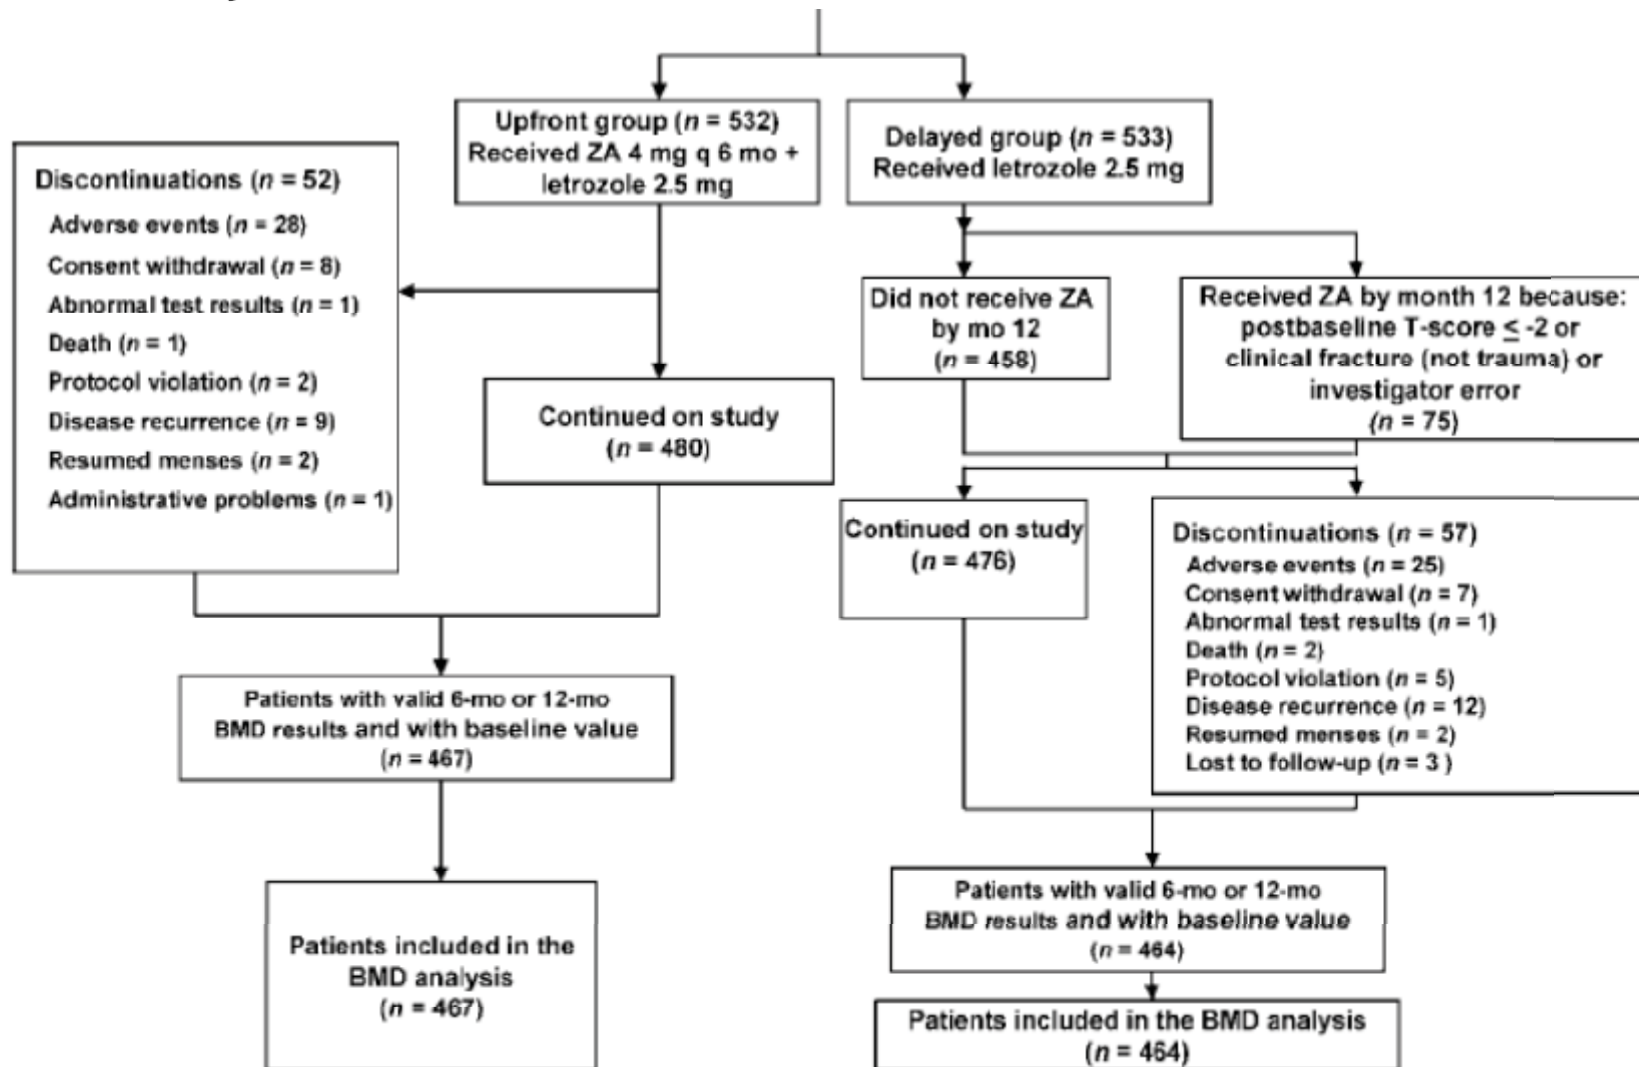 Upfront group (n = 532)
Received ZA 4 mg q 6 mo +
letrozole 2.5 mg
Delayed group (n = 533)
Received letrozole 2.5 mg
Discontinuations (n = 52)
Adverse events (n = 28)
Consent withdrawal (n = 8)
Abnormal test results (n = 1)
Death (n = 1)
Protocol violation (n = 2)
Disease recurrence (n = 9)
Resumed menses (n = 2)
Administrative problems (n = 1)
Did not receive ZA
by mo 12
(n = 458)
Received ZA by month 12 because:
postbaseline T-score ≤ -2 or
clinical fracture (not trauma) or
investigator error
(n = 75)
Continued on study
(n = 480)
Continued on study
(n = 476)
Discontinuations (n = 57)
Adverse events (n = 25)
Consent withdrawal (n = 7)
Abnormal test results (n = 1)
Death (n = 2)
Protocol violation (n = 5)
Disease recurrence (n = 12)
Resumed menses (n = 2)
Lost to follow-up (n = 3 )
Patients with valid 6-mo or 12-mo
BMD results and with baseline value
(n = 467)
Patients included in the
BMD analysis
(n = 467)
Patients with valid 6-mo or 12-mo
BMD results and with baseline value
(n = 464)
Patients included in the BMD analysis
(n = 464)